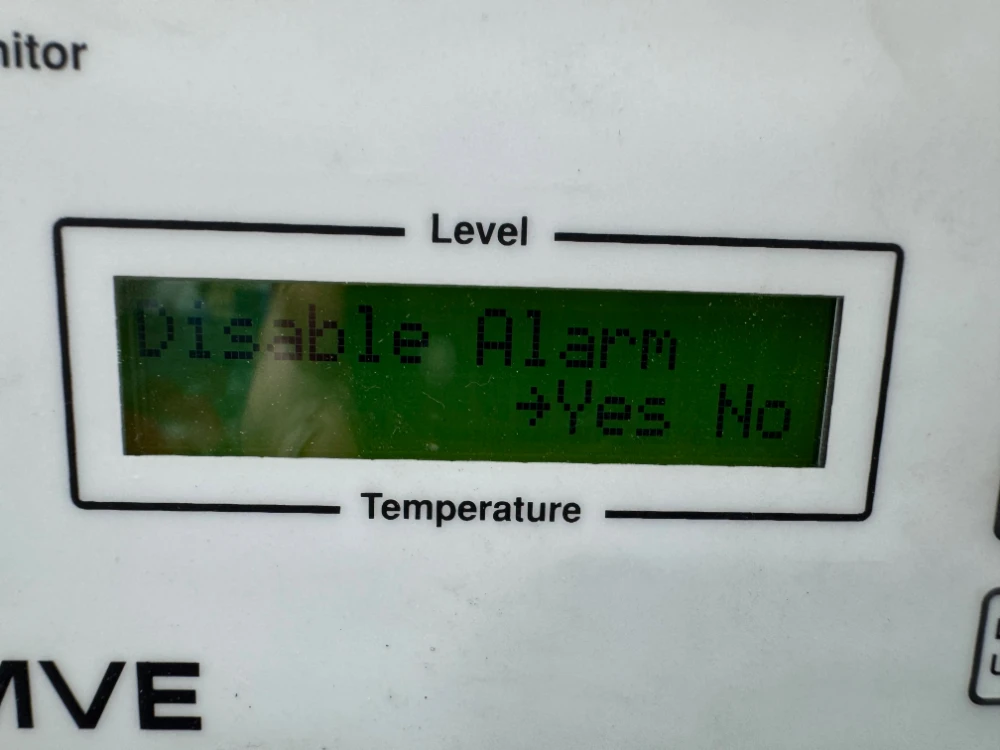 Level
Disable Alarm
→Yes No
Temperature
MVE